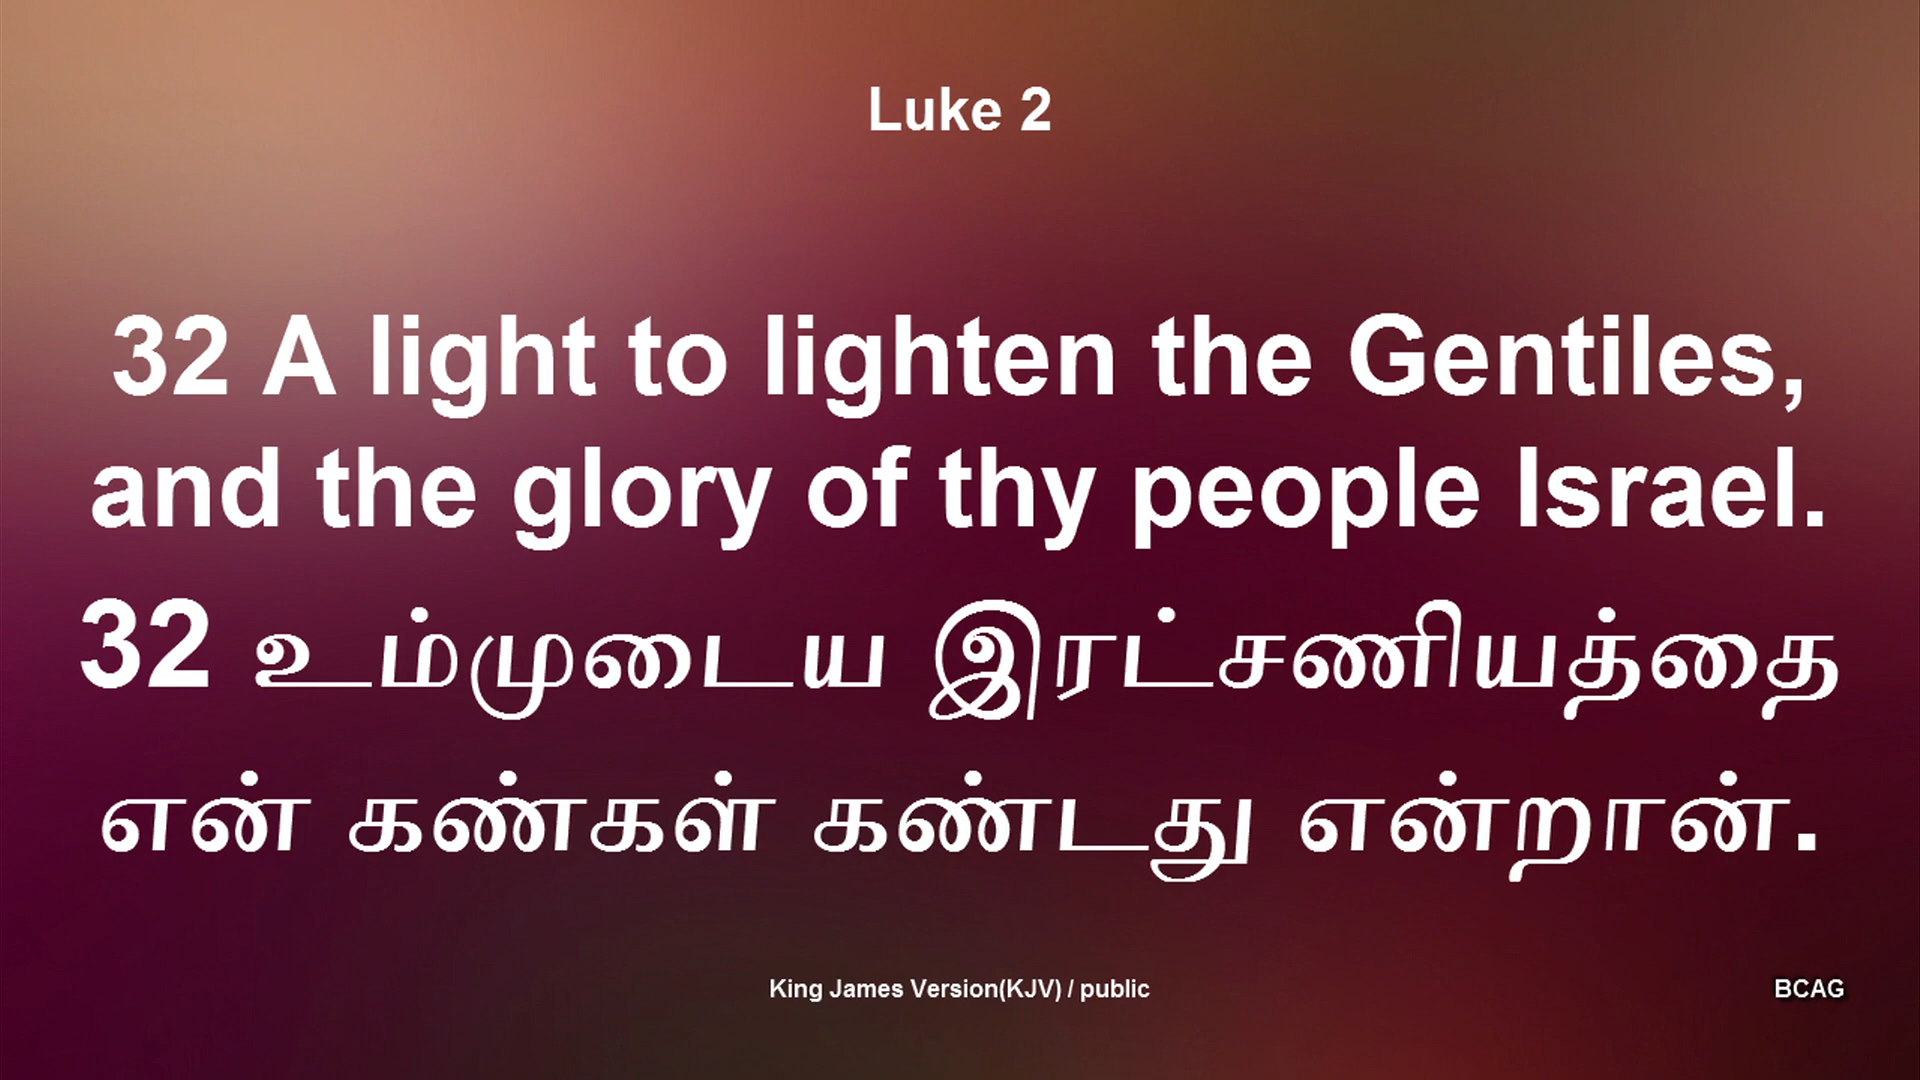 Luke 2
32 A light to lighten the Gentiles,
and the glory of thy people Israel.
32 உம்முடைய இரட்சணியத்தை
என் கண்கள் கண்டது என்றான்.
King James Version(KJV) / public
BCAG